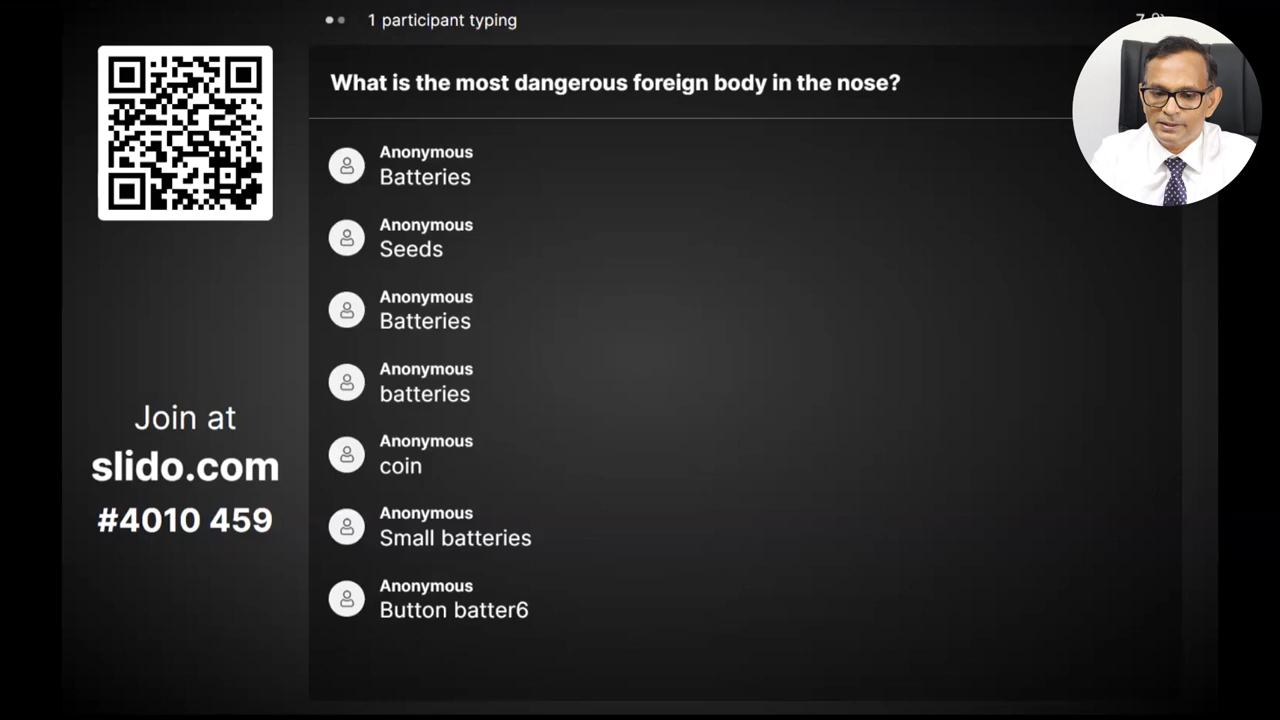 1 participant typing
What is the most dangerous foreign body in the nose?
Anonymous
Batteries
Anonymous
Seeds
Anonymous
Batteries
Anonymous
batteries
Anonymous
coin
Anonymous
Small batteries
Anonymous
Button batter6
Join at
slido.com
#4010 459